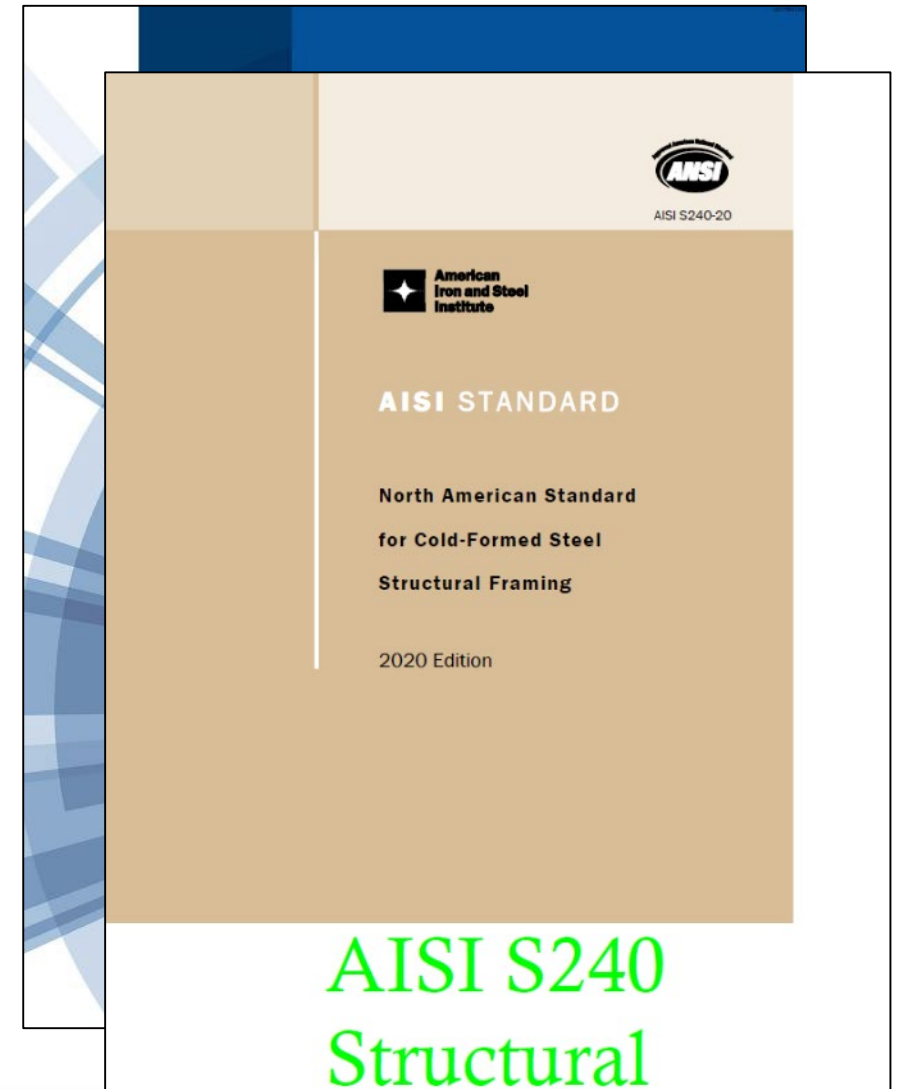 ANSI
AISI S240-20
American
Iron and Steel
Institute
AISI STANDARD
North American Standard
for Cold-Formed Steel
Structural Framing
2020 Edition
AISI S240
Structural